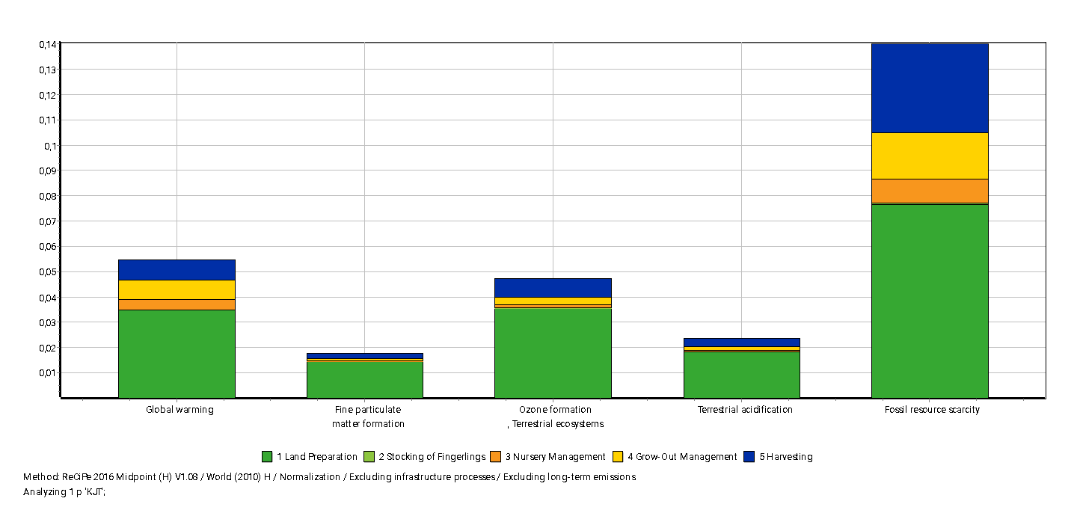 0,14
0,13
0,12
0,11
0,1
0,09
0,08
0,07
0,06
0,05
0,04
0,03
0,02
0,01
Global warming
Fine particulate
matter formation
Ozone formation
, Terrestrial ecosystems
Terrestrial acidification
Fossil resource scarcity
1 Land Preparation 2 Stocking of Fingerlings 3 Nursery Management 4 Grow-Out Management 5 Harvesting
Method: ReCiPe 2016 Midpoint (H) V1.08 / World (2010) H / Normalization / Excluding infrastructure processes / Excluding long-term emissions
Analyzing 1 p 'KJT';